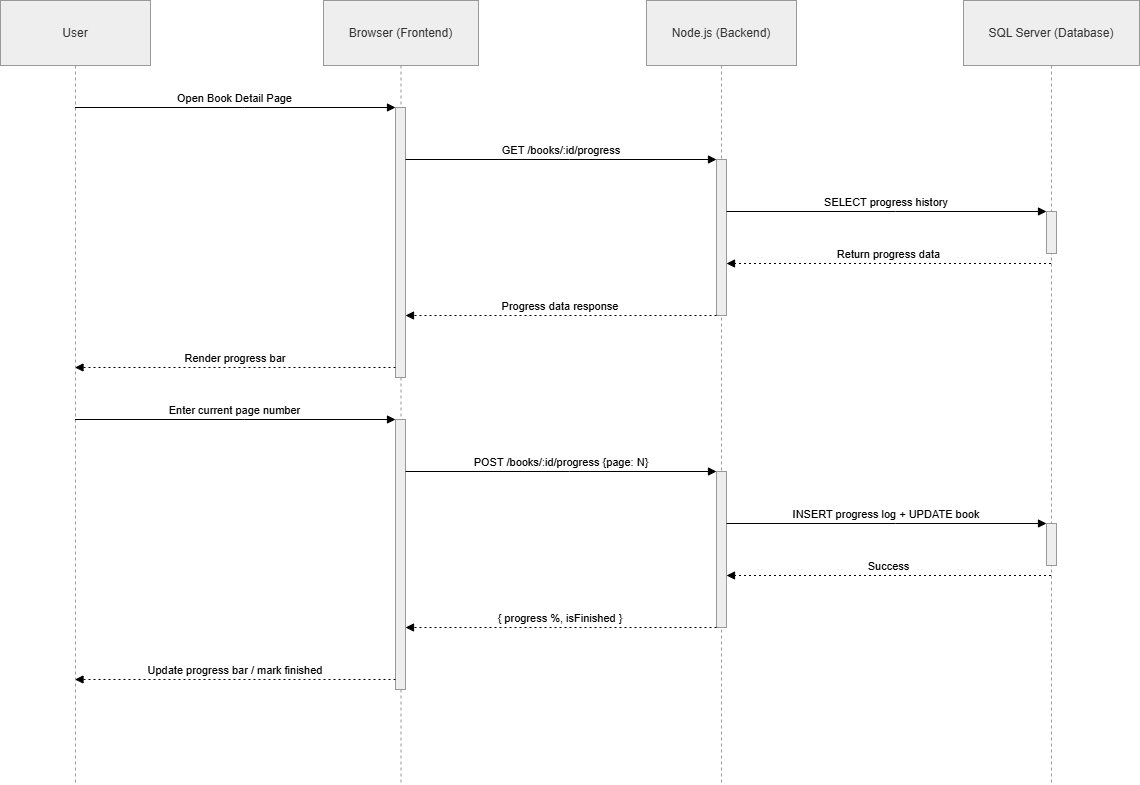 User
Browser (Frontend)
Node.js (Backend)
SQL Server (Database)
Open Book Detail Page
GET /books/:id/progress
SELECT progress history
Return progress data
Progress data response
Render progress bar
Enter current page number
POST /books/:id/progress {page: N}
INSERT progress log + UPDATE book
Success
{ progress %, isFinished }
Update progress bar / mark finished